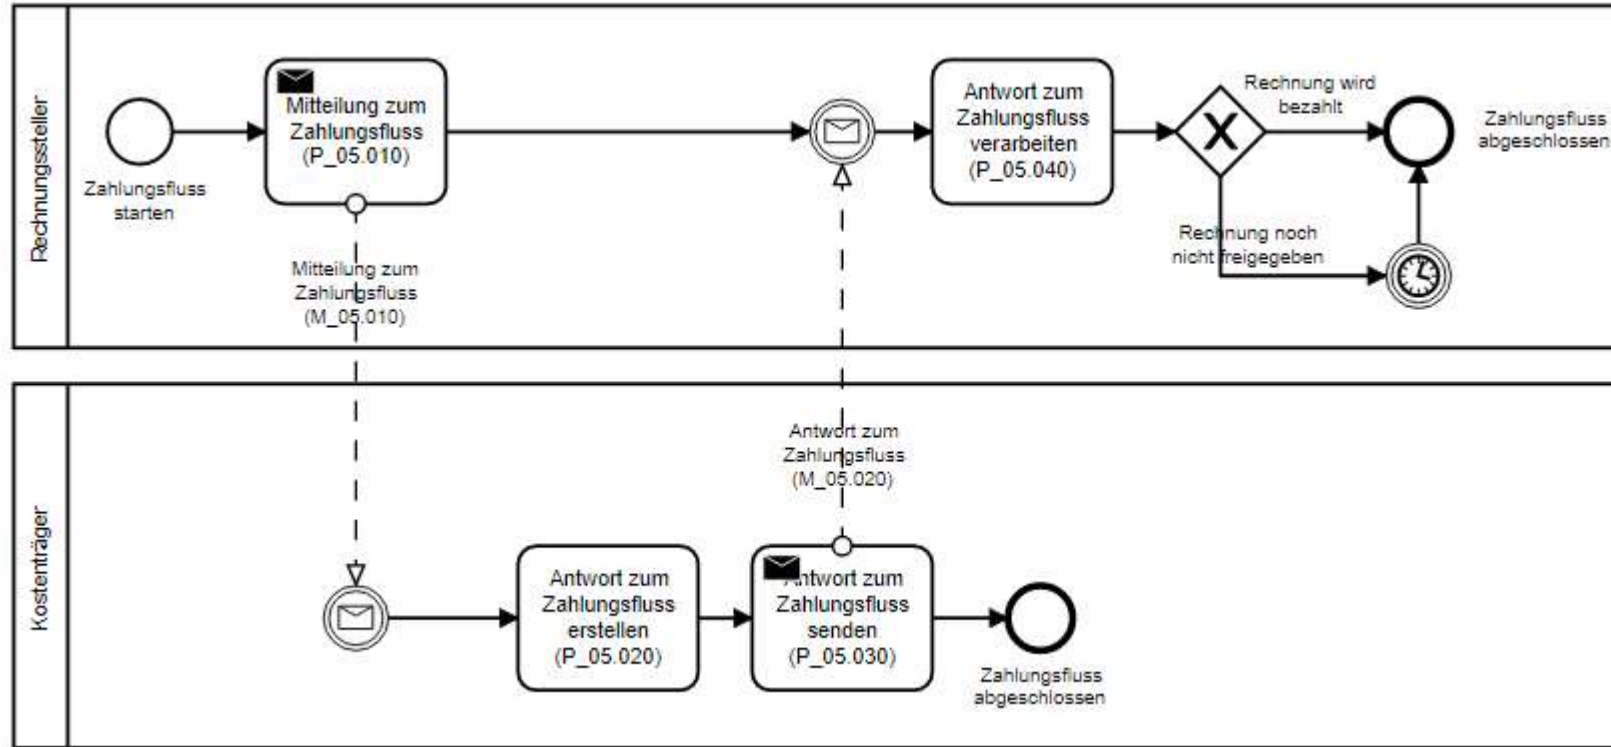 Rechnungssteller
Zahlungsfluss
starten
Mitteilung zum
Zahlungsfluss
(P_05.010)
Mitteilung zum
Zahlungsfluss
(M_05.010)
Antwort zum
Zahlungsfluss
verarbeiten
(P_05.040)
Rechnung wird
bezahlt
Rechnung noch
nicht freigegeben
Zahlungsfluss
abgeschlossen
Kostenträger
Antwort zum
Zahlungsfluss
(M_05.020)
Antwort zum
Zahlungsfluss
erstellen
(P_05.020)
Antwort zum
Zahlungsfluss
senden
(P_05.030)
Zahlungsfluss
abgeschlossen